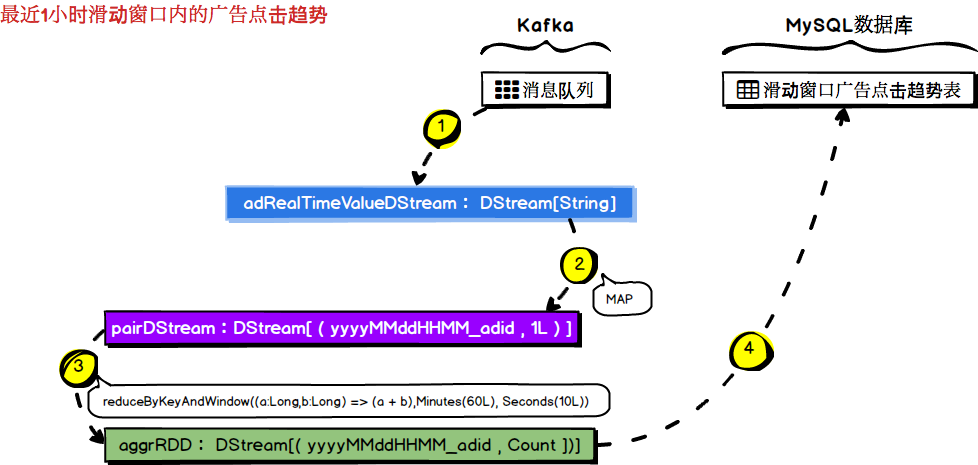 最近1小时滑动窗口内的广告点击趋势
Kafka
MySQL数据库
消息队列
滑动窗口广告点击趋势表
1
adRealTimeValueDStream： DStream[String]
2
MAP
pairDStream：DStream[ ( yyyyMMddHHMM_adid , 1L ) ]
3
4
reduceByKeyAndWindow((a:Long,b:Long) => (a + b),Minutes(60L), Seconds(10L))
aggrRDD： DStream[( yyyyMMddHHMM_adid , Count ])]